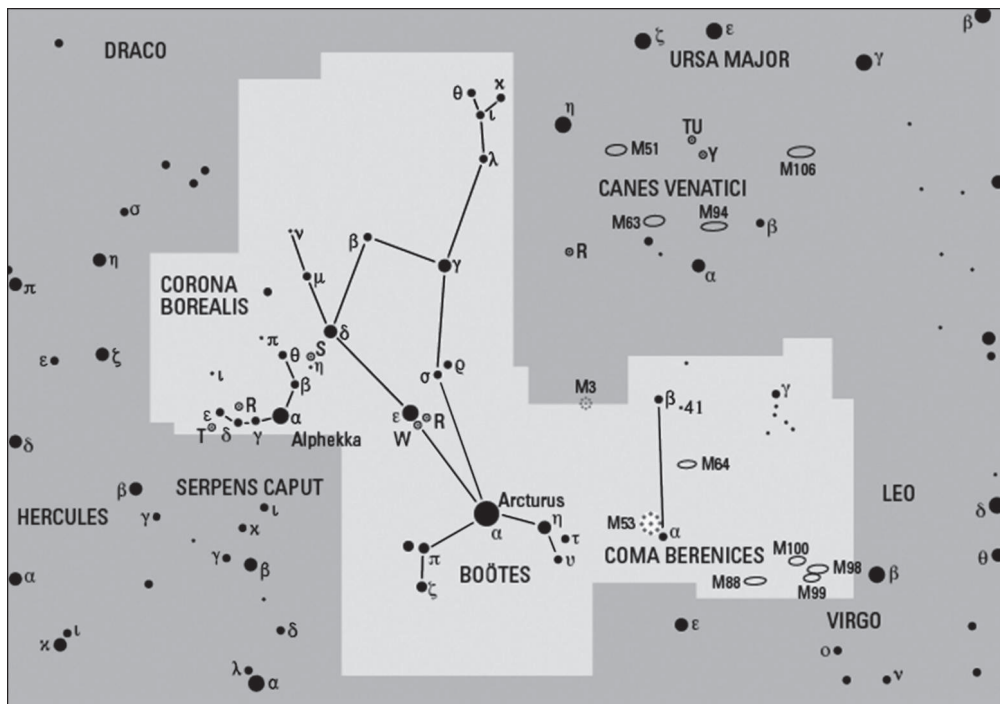 β
ζ
ε
DRACO
URSA MAJOR
γ
θ
ϰ
ι
η
TU
M51
Y
M106
λ
CANES VENATICI
σ
M63
M94
β
ν
β
R
η
γ
α
μ
π
CORONA
BOREALIS
δ
π
S
θ
η
ε
ζ
ϱ
σ
ι
β
M3
γ
β
41
ε
R
α
ε
R
T
δ
γ
Alphekka
W
δ
M64
SERPENS CAPUT
LEO
β
Arcturus
ι
δ
HERCULES
γ
α
η
M53
α
ϰ
τ
COMA BERENICES
M100
θ
γ
π
υ
M98
β
BOÖTES
α
M88
M99
β
ζ
VIRGO
ι
δ
ε
ϰ
ο
λ
α
ν